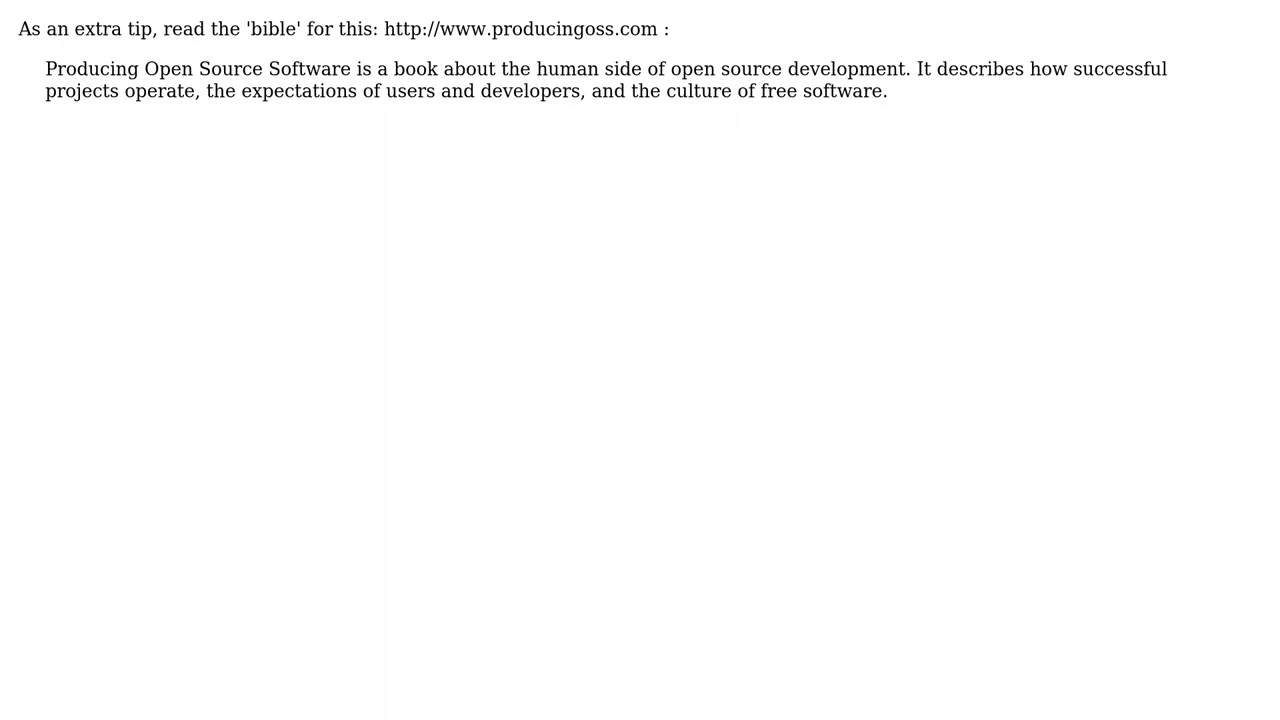 As an extra tip, read the 'bible' for this: http://www.producingoss.com :
Producing Open Source Software is a book about the human side of open source development. It describes how successful
projects operate, the expectations of users and developers, and the culture of free software.